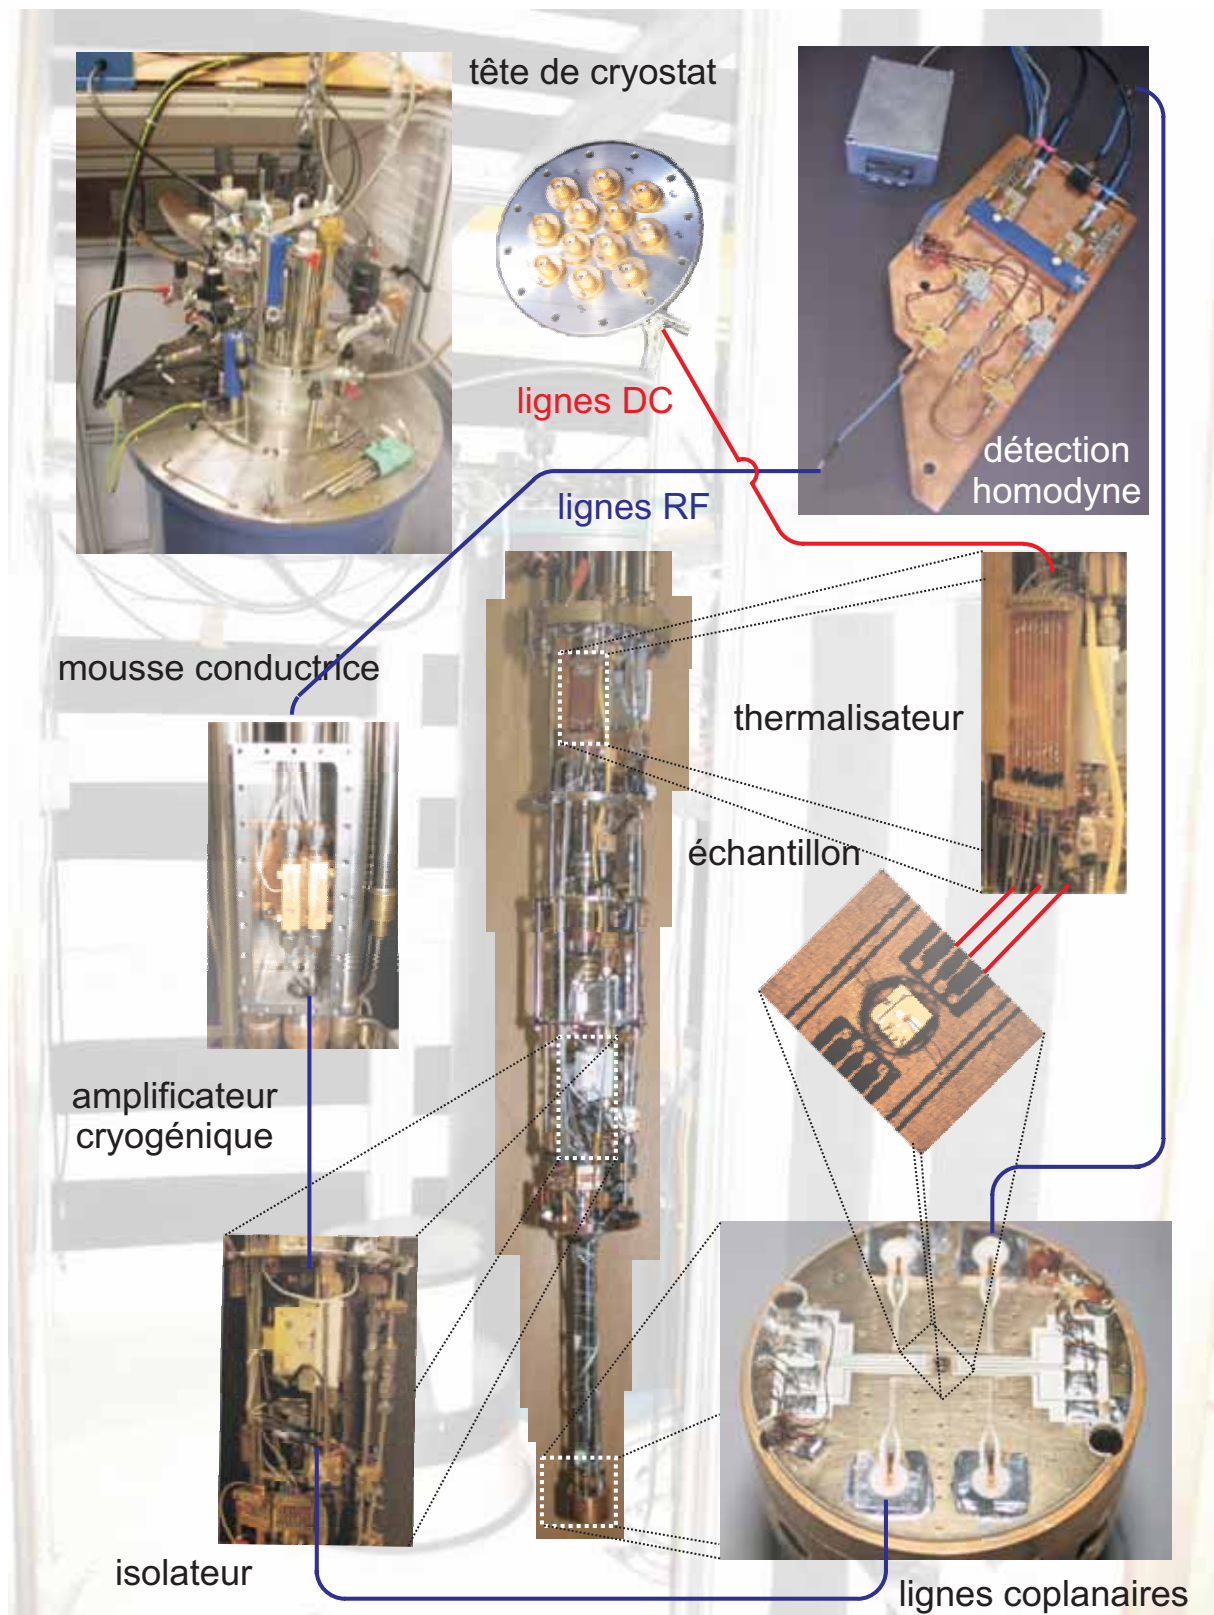 tête de cryostat
lignes DC
détection
homodyne
lignes RF
mousse conductrice
thermalisateur
échantillon
amplificateur
cryogénique
isolateur
lignes coplanaires